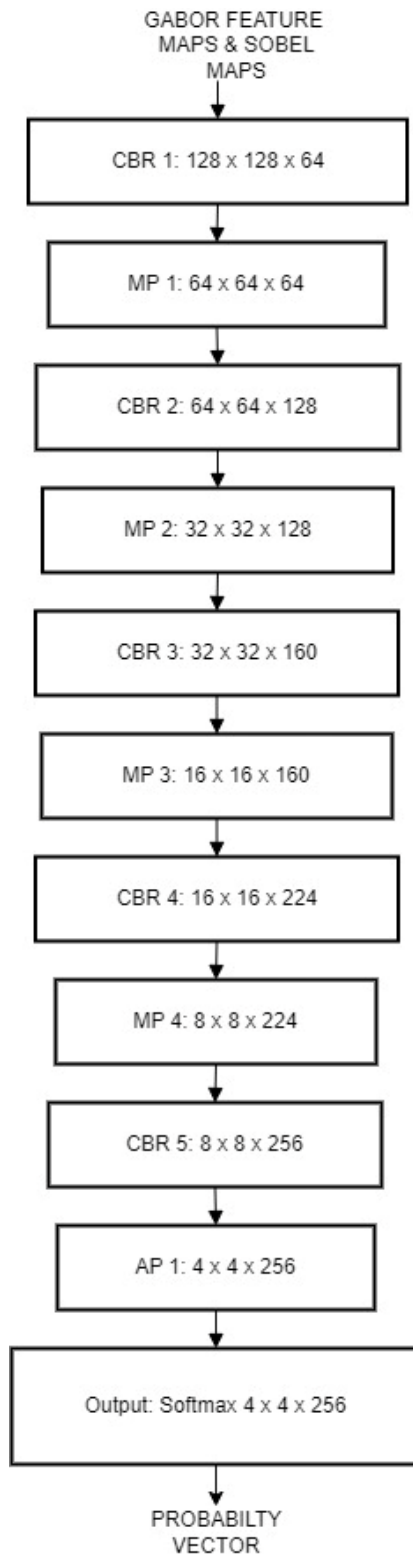 GABOR FEATURE
MAPS & SOBEL
MAPS
CBR 1: 128 x 128 x 64
MP 1: 64 x 64 x 64
CBR 2: 64 x 64 x 128
MP 2: 32 x 32 x 128
CBR 3: 32 x 32 x 160
MP 3: 16 x 16 x 160
CBR 4: 16 x 16 x 224
MP 4: 8 x 8 x 224
CBR 5: 8 x 8 x 256
AP 1: 4 x 4 x 256
Output: Softmax 4 x 4 x 256
PROBABILTY
VECTOR